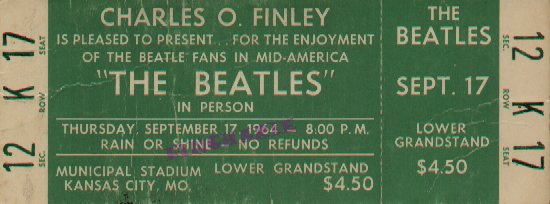 17 SEAT
K ROW
12 SEC.
CHARLES O. FINLEY
IS PLEASED TO PRESENT... FOR THE ENJOYMENT
OF THE BEATLE FANS IN MID-AMERICA
"THE BEATLES"
IN PERSON
THURSDAY, SEPTEMBER 17, 1964 8:00 P.M.
RAIN OR SHINE NO REFUNDS
MUNICIPAL STADIUM
KANSAS CITY, MO.
LOWER GRANDSTAND
$4.50
THE
BEATLES
SEPT. 17
LOWER
GRANDSTAND
$4.50
SEC. 12
ROW K
SEAT 17